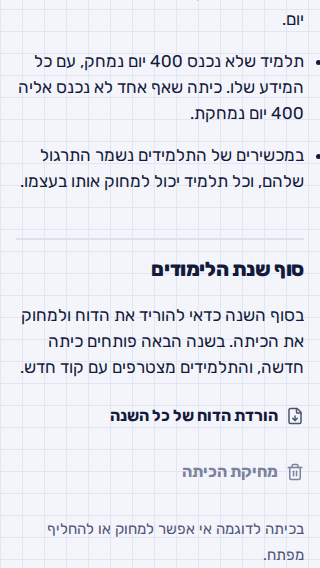 יום.
תלמיד שלא נכנס 400 יום נמחק, עם כל
המידע שלו. כיתה שאף אחד לא נכנס אליה
400 יום נמחקת.
במכשירים של התלמידים נשמר התרגול
שלהם, וכל תלמיד יכול למחוק אותו בעצמו.
סוף שנת הלימודים
בסוף השנה כדאי להוריד את הדוח ולמחוק
את הכיתה. בשנה הבאה פותחים כיתה
חדשה, והתלמידים מצטרפים עם קוד חדש.
הורדת הדוח של כל השנה
מחיקת הכיתה
בכיתה לדוגמה אי אפשר למחוק או להחליף
מפתח.